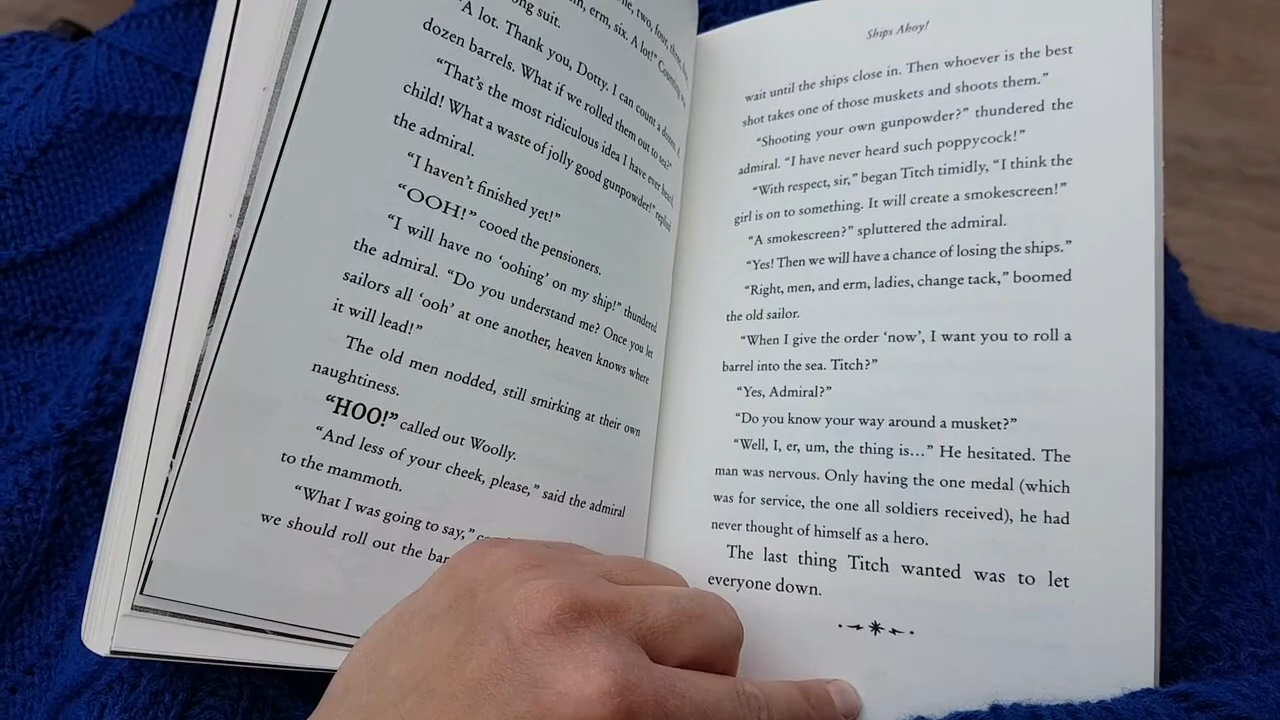 one, two, four, three,
erm, six. A lot!" Counting
ong suit.
"A lot. Thank you, Dotty. I can count a dozen. A
dozen barrels. What if we rolled them out to sea?"
"That's the most ridiculous idea I have ever heard,
child! What a waste of jolly good gunpowder!" replied
the admiral.
"I haven't finished yet!"
"OOH!" cooed the pensioners.
"I will have no 'oohing' on my ship!" thundered
the admiral. "Do you understand me? Once you let
sailors all 'ooh' at one another, heaven knows where
it will lead!"
The old men nodded, still smirking at their own
naughtiness.
"HOO!" called out Woolly.
"And less of your cheek, please," said the admiral
to the mammoth.
"What I was going to say,"
we should roll out the bar
Ships Ahoy!
wait until the ships close in. Then whoever is the best
shot takes one of those muskets and shoots them."
"Shooting your own gunpowder?" thundered the
admiral. "I have never heard such poppycock!"
"With respect, sir," began Titch timidly, "I think the
girl is on to something. It will create a smokescreen!"
"A smokescreen?" spluttered the admiral.
"Yes! Then we will have a chance of losing the ships."
"Right, men, and erm, ladies, change tack," boomed
the old sailor.
"When I give the order 'now', I want you to roll a
barrel into the sea. Titch?"
"Yes, Admiral?"
"Do you know your way around a musket?"
"Well, I, er, um, the thing is…" He hesitated. The
man was nervous. Only having the one medal (which
was for service, the one all soldiers received), he had
never thought of himself as a hero.
The last thing Titch wanted was to let
everyone down.